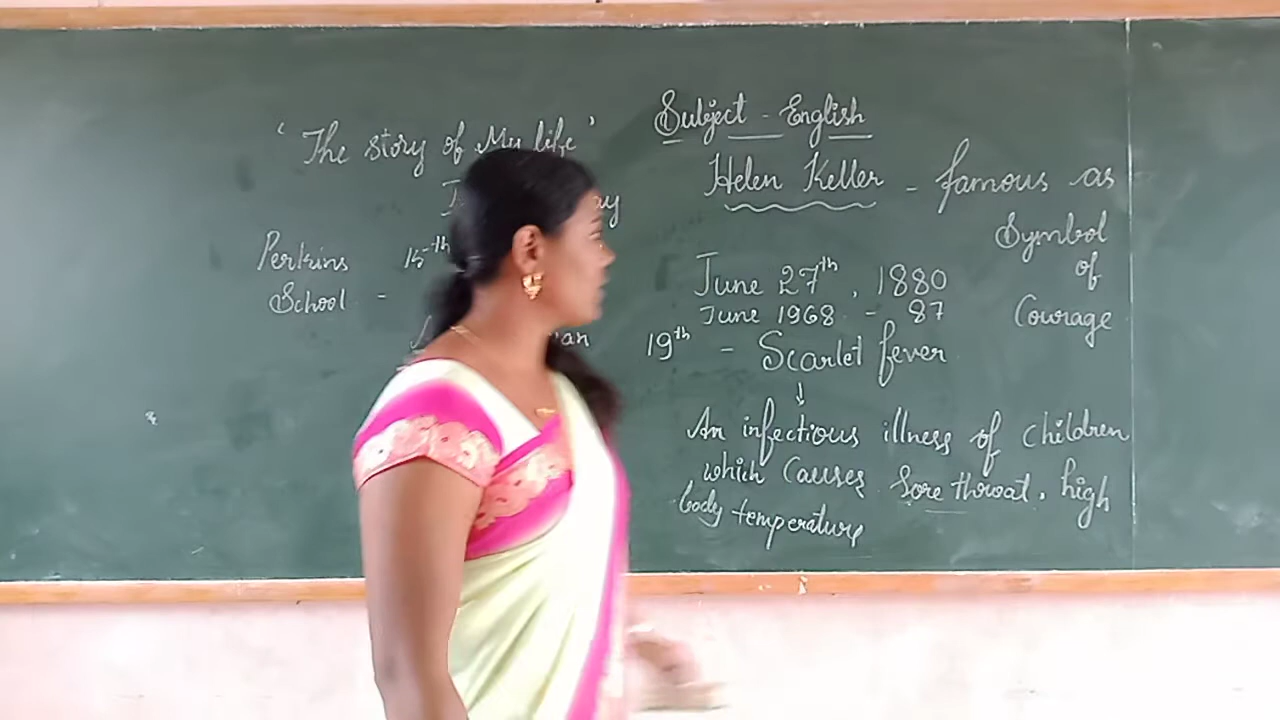 Subject - English
Helen Keller - famous as
Symbol
of
Courage
June 27th, 1880
June 1968 - 87
19th - Scarlet fever
↓
An infectious illness of children
which causes Sore throat, high
body temperature
'The story of My life'
Perkins 15th
School -